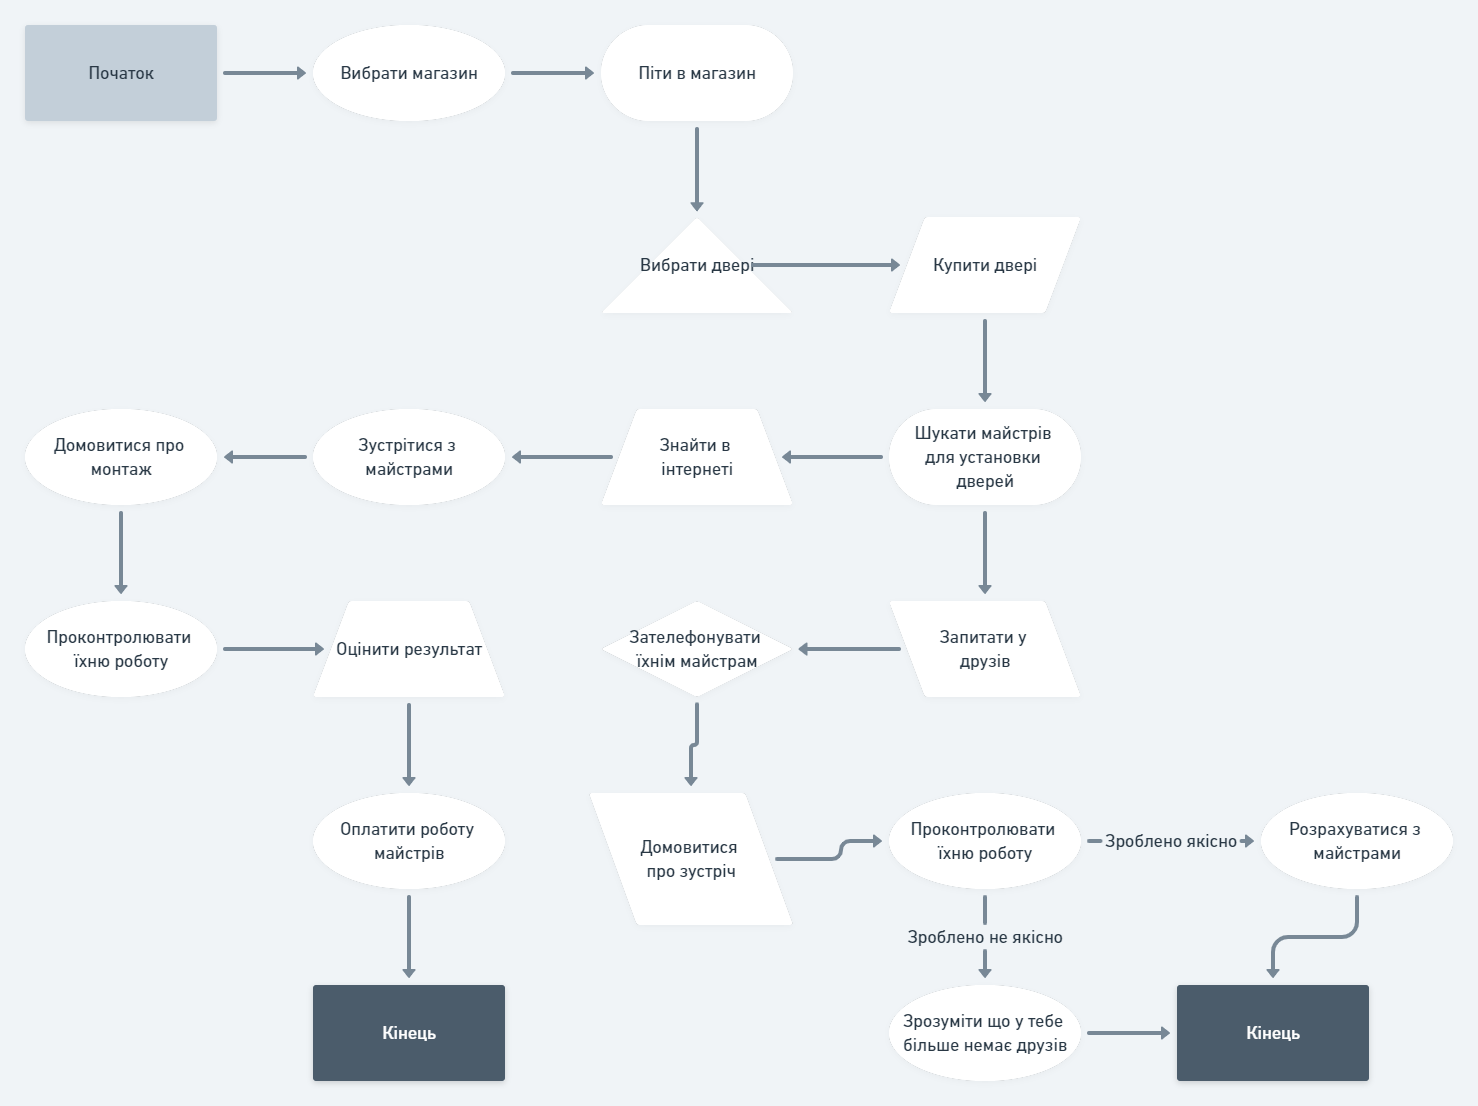 Початок
Вибрати магазин
Піти в магазин
Вибрати двері
Купити двері
Домовитися про
монтаж
Зустрітися з
майстрами
Знайти в
інтернеті
Шукати майстрів
для установки
дверей
Проконтролювати
їхню роботу
Оцінити результат
Зателефонувати
їхнім майстрам
Запитати у
друзів
Оплатити роботу
майстрів
Домовитися
про зустріч
Проконтролювати
їхню роботу
Зроблено якісно
Розрахуватися з
майстрами
Зроблено не якісно
Кінець
Зрозуміти що у тебе
більше немає друзів
Кінець